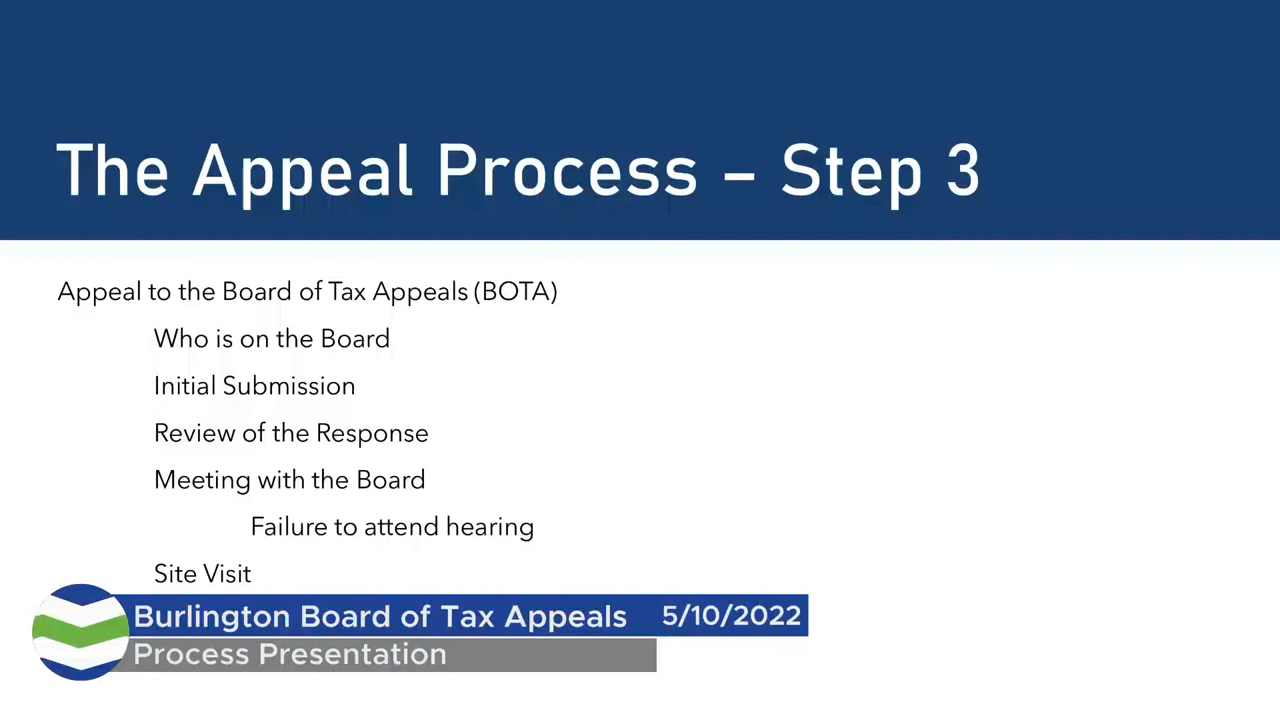 The Appeal Process – Step 3
Appeal to the Board of Tax Appeals (BOTA)
Who is on the Board
Initial Submission
Review of the Response
Meeting with the Board
Failure to attend hearing
Site Visit
Burlington Board of Tax Appeals 5/10/2022
Process Presentation